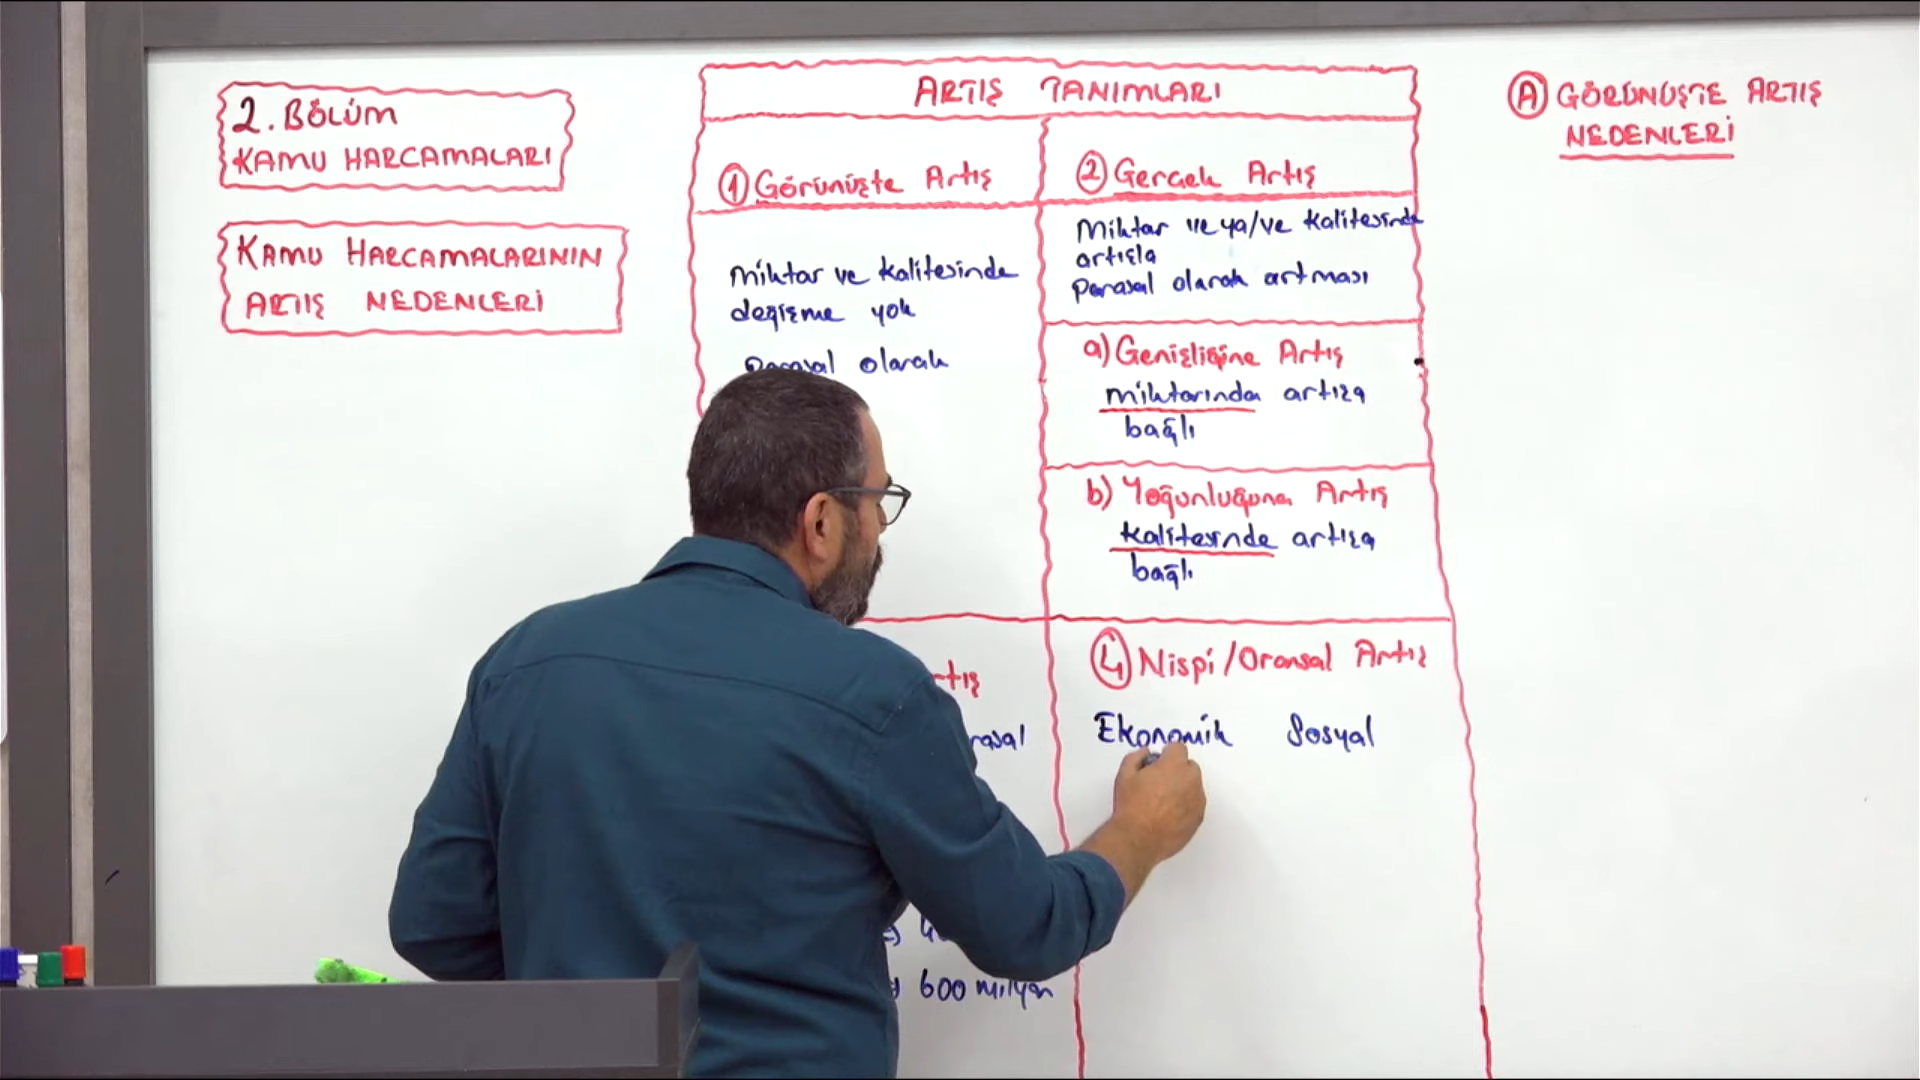 2. BÖLÜM
KAMU HARCAMALARI
KAMU HARCAMALARININ
ARTIŞ NEDENLERİ
ARTIŞ TANIMLARI
① Görünüşte Artış
miktar ve kalitesinde
değişme yok
parasal olarak
② Gerçek Artış
Miktar veya/ve kalitesinde
artışla
parasal olarak artması
a) Genişliğine Artış
miktarında artışa
bağlı
b) Yoğunluğuna Artış
kalitesinde artışa
bağlı
600 milyon
④ Nispi/Oransal Artış
Ekonomik Sosyal
Ⓐ GÖRÜNÜŞTE ARTIŞ
NEDENLERİ